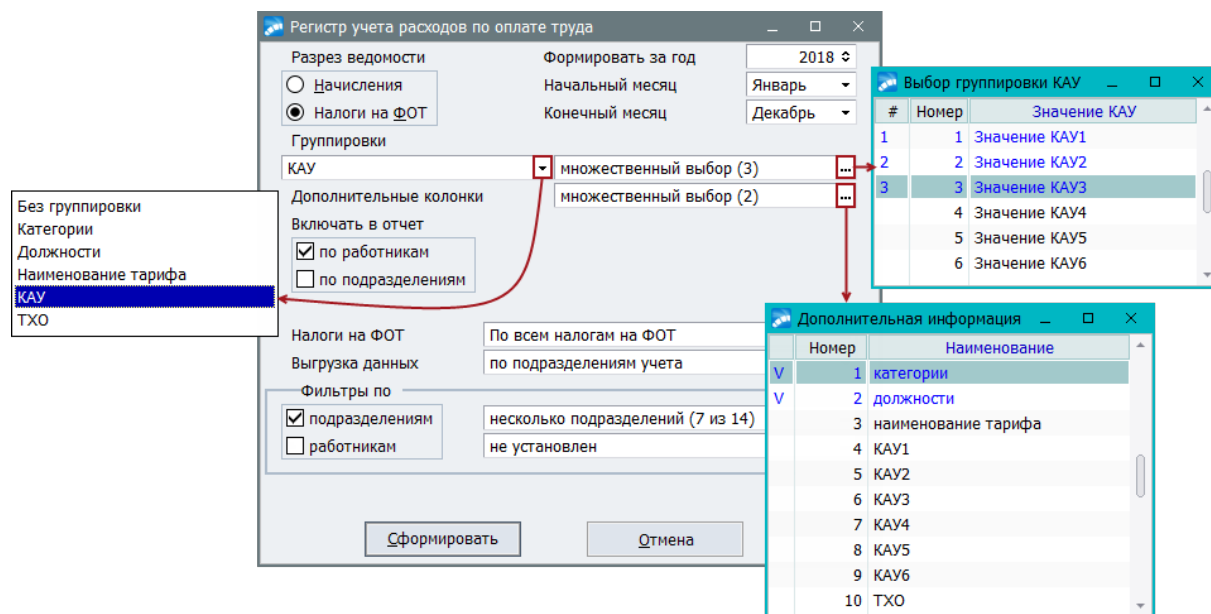 Регистр учета расходов по оплате труда
Разрез ведомости
Начисления
Налоги на ФОТ
Формировать за год 2018
Начальный месяц Январь
Конечный месяц Декабрь
Группировки
КАУ множественный выбор (3) ...
Дополнительные колонки множественный выбор (2) ...
Включать в отчет
по работникам
по подразделениям
Налоги на ФОТ По всем налогам на ФОТ
Выгрузка данных по подразделениям учета
Фильтры по
подразделениям несколько подразделений (7 из 14)
работникам не установлен
Сформировать Отмена
Без группировки
Категории
Должности
Наименование тарифа
КАУ
ТХО
Выбор группировки КАУ
# Номер Значение КАУ
1 1 Значение КАУ1
2 2 Значение КАУ2
3 3 Значение КАУ3
4 Значение КАУ4
5 Значение КАУ5
6 Значение КАУ6
Дополнительная информация
Номер Наименование
V 1 категории
V 2 должности
3 наименование тарифа
4 КАУ1
5 КАУ2
6 КАУ3
7 КАУ4
8 КАУ5
9 КАУ6
10 ТХО